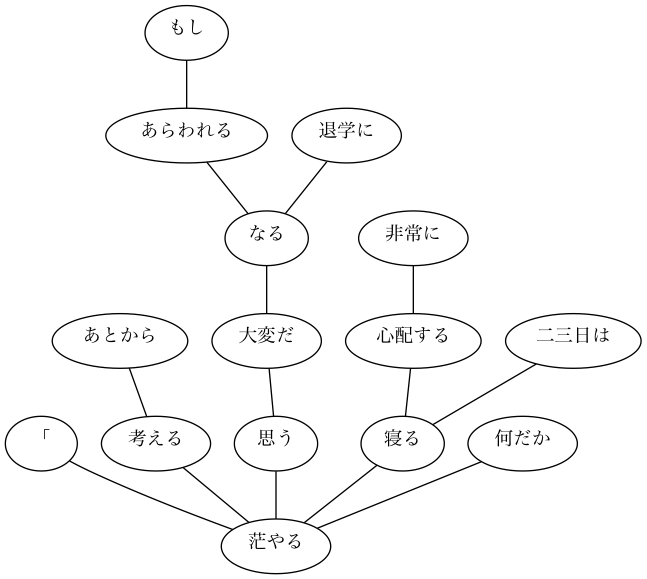 もし
あらわれる 退学に
なる 非常に
あとから 大変だ 心配する 二三日は
「 考える 思う 寝る 何だか
茫やる